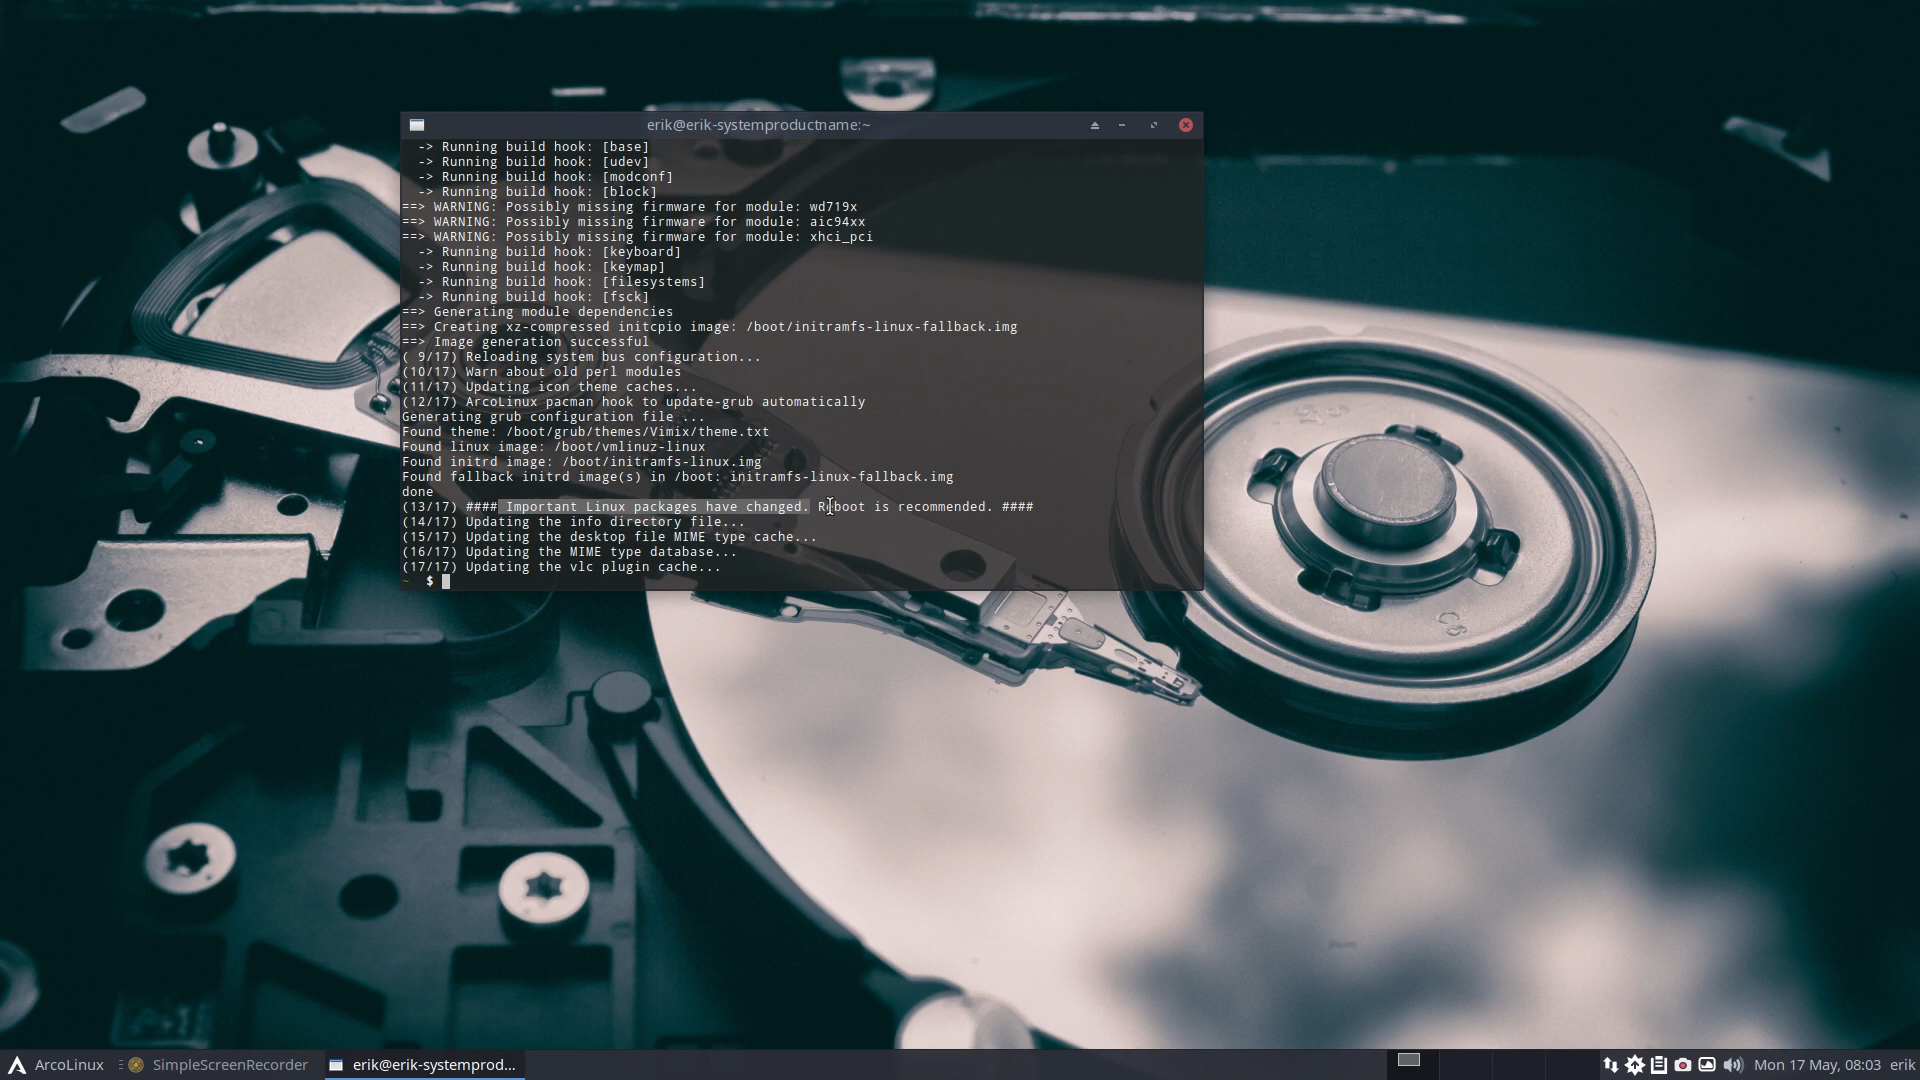 erik@erik-systemproductname:~
-> Running build hook: [base]
-> Running build hook: [udev]
-> Running build hook: [modconf]
-> Running build hook: [block]
==> WARNING: Possibly missing firmware for module: wd719x
==> WARNING: Possibly missing firmware for module: aic94xx
==> WARNING: Possibly missing firmware for module: xhci_pci
-> Running build hook: [keyboard]
-> Running build hook: [keymap]
-> Running build hook: [filesystems]
-> Running build hook: [fsck]
==> Generating module dependencies
==> Creating xz-compressed initcpio image: /boot/initramfs-linux-fallback.img
==> Image generation successful
( 9/17) Reloading system bus configuration...
(10/17) Warn about old perl modules
(11/17) Updating icon theme caches...
(12/17) ArcoLinux pacman hook to update-grub automatically
Generating grub configuration file ...
Found theme: /boot/grub/themes/Vimix/theme.txt
Found linux image: /boot/vmlinuz-linux
Found initrd image: /boot/initramfs-linux.img
Found fallback initrd image(s) in /boot: initramfs-linux-fallback.img
done
(13/17) #### Important Linux packages have changed. Reboot is recommended. ####
(14/17) Updating the info directory file...
(15/17) Updating the desktop file MIME type cache...
(16/17) Updating the MIME type database...
(17/17) Updating the vlc plugin cache...
~ $
ArcoLinux SimpleScreenRecorder erik@erik-systemprod... Mon 17 May, 08:03 erik